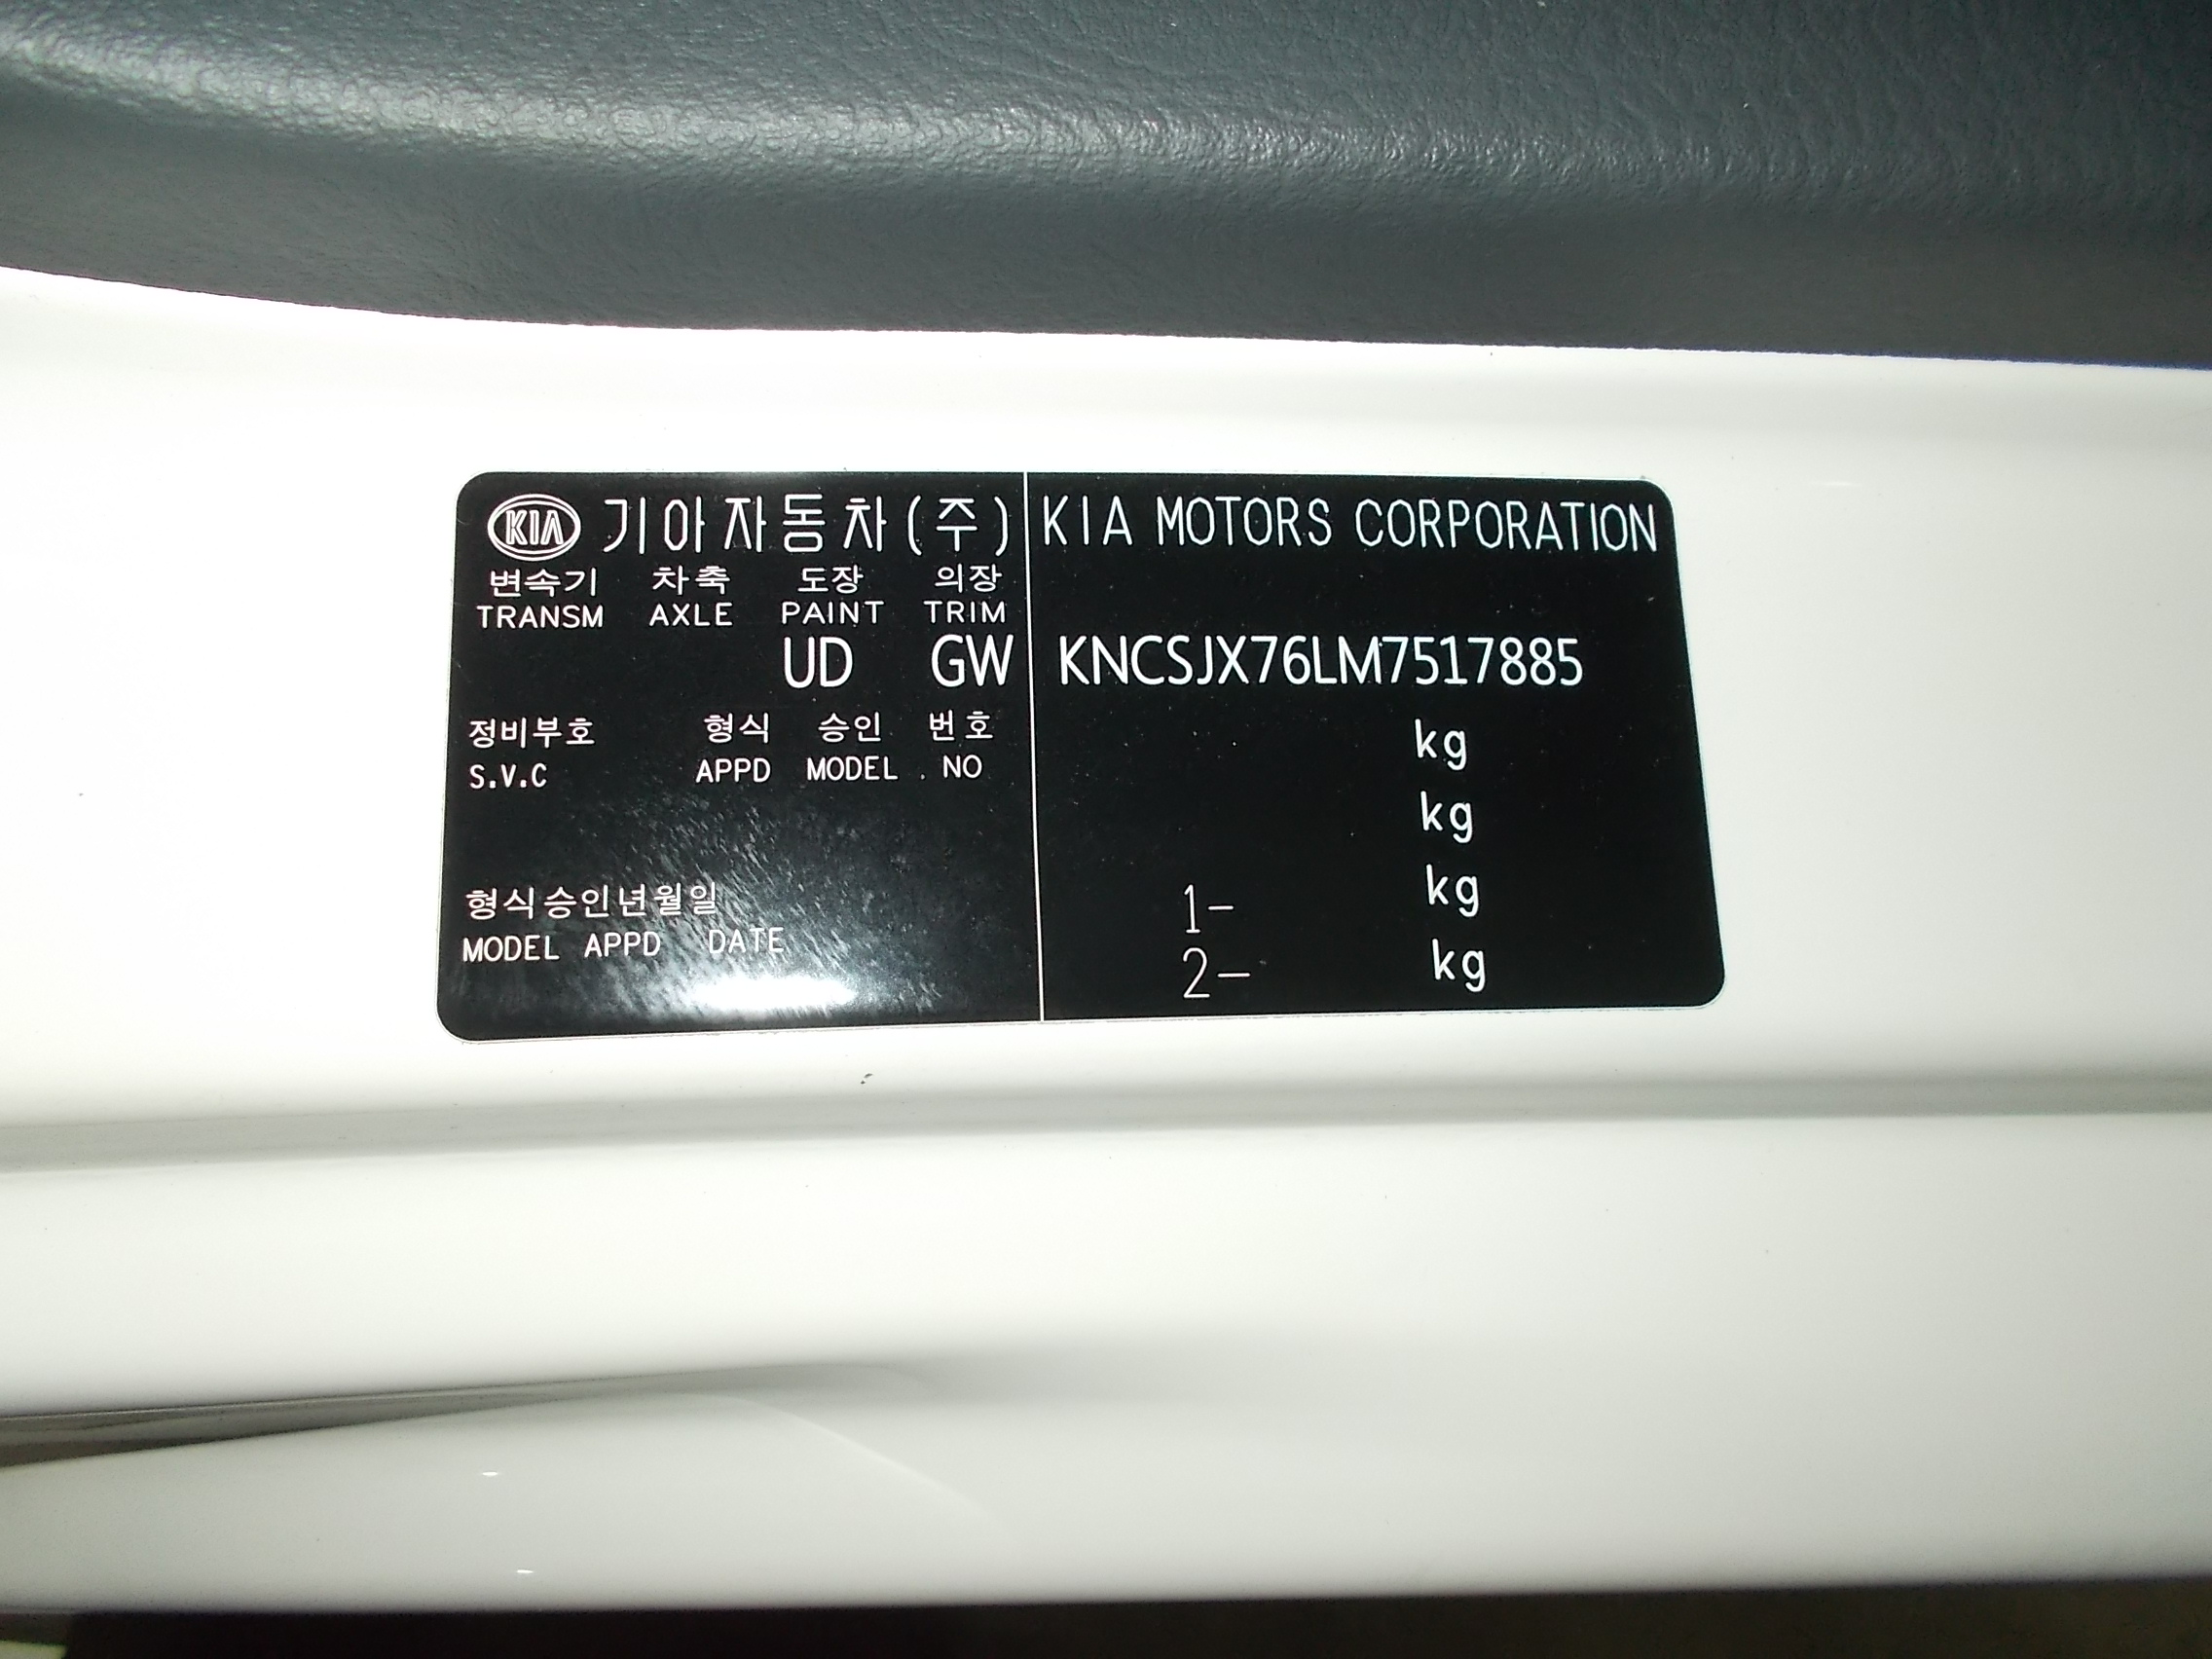 KIA 기아자동차(주) KIA MOTORS CORPORATION
변속기 차축 도장 의장
TRANSM AXLE PAINT TRIM
UD GW KNCSJX76LM7517885
정비부호 형식 승인 번호
S.V.C APPD MODEL . NO
kg
kg
형식승인년월일
MODEL APPD DATE
1- kg
2- kg